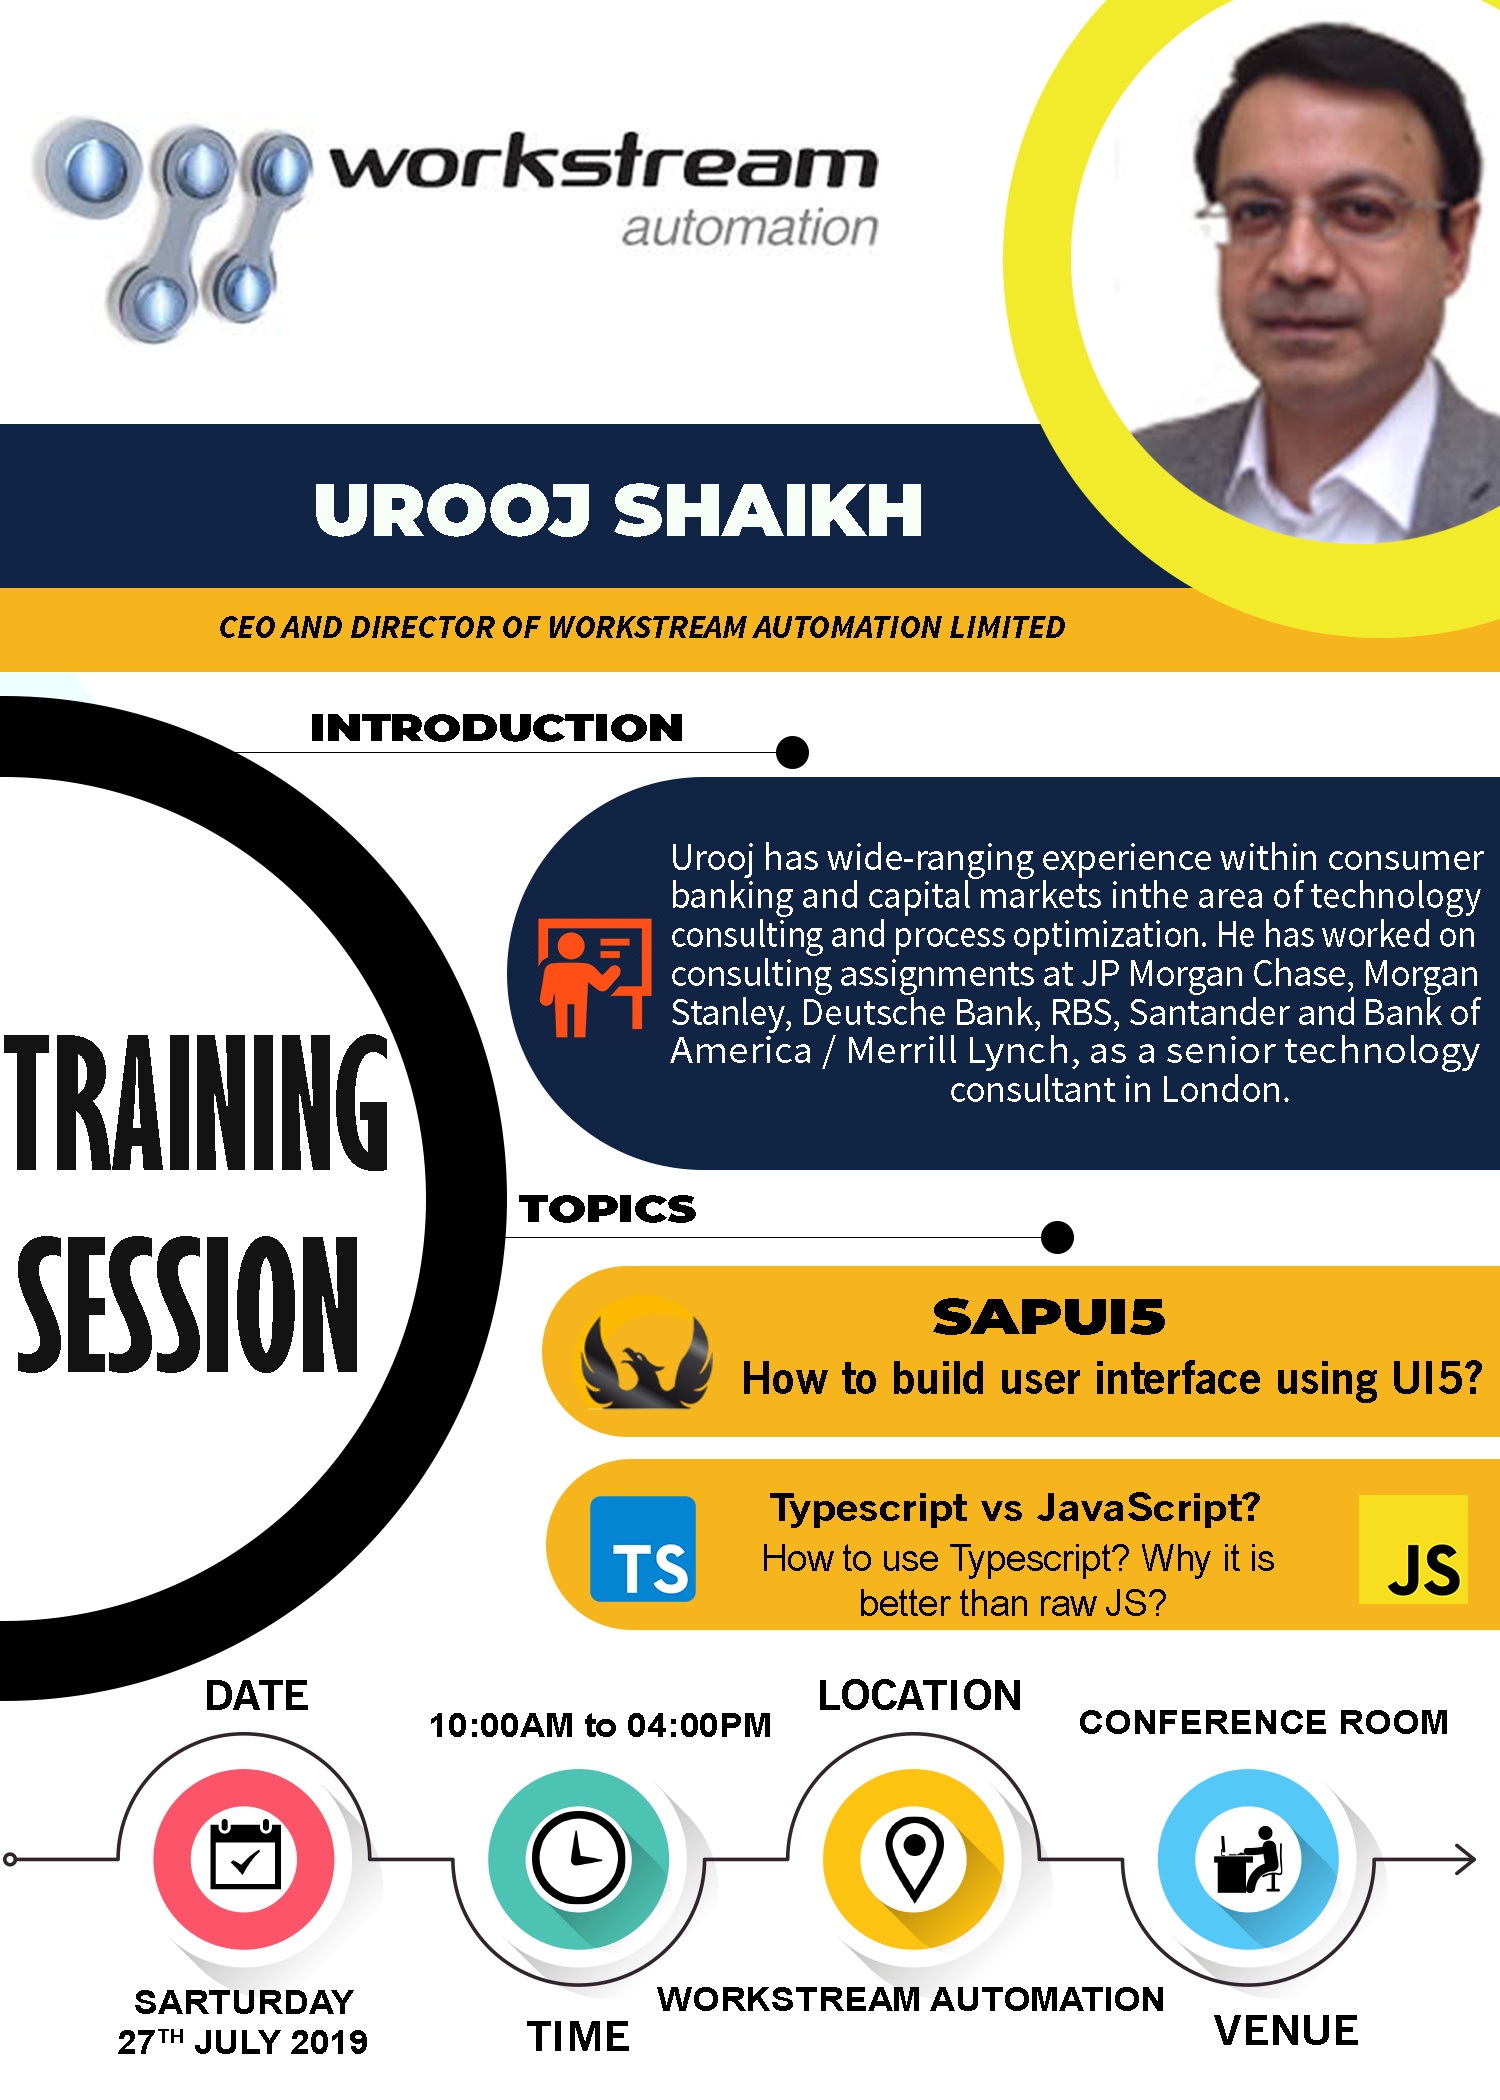 workstream
automation
UROOJ SHAIKH
CEO AND DIRECTOR OF WORKSTREAM AUTOMATION LIMITED
INTRODUCTION
Urooj has wide-ranging experience within consumer
banking and capital markets inthe area of technology
consulting and process optimization. He has worked on
consulting assignments at JP Morgan Chase, Morgan
Stanley, Deutsche Bank, RBS, Santander and Bank of
America / Merrill Lynch, as a senior technology
consultant in London.
TRAINING
SESSION
TOPICS
SAPUI5
How to build user interface using UI5?
TS
Typescript vs JavaScript?
How to use Typescript? Why it is
better than raw JS?
JS
DATE
SARTURDAY
27TH JULY 2019
10:00AM to 04:00PM
TIME
LOCATION
WORKSTREAM AUTOMATION
CONFERENCE ROOM
VENUE